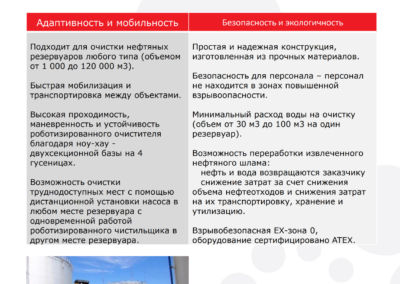 Адаптивность и мобильность
Подходит для очистки нефтяных
резервуаров любого типа (объемом
от 1 000 до 120 000 м3).
Быстрая мобилизация и
транспортировка между объектами.
Высокая проходимость,
маневренность и устойчивость
роботизированного очистителя
благодаря ноу-хау -
двухсекционной базы на 4
гусеницах.
Возможность очистки
труднодоступных мест с помощью
дистанционной установки насоса в
любом месте резервуара с
одновременной работой
роботизированного чистильщика в
другом месте резервуара.
Безопасность и экологичность
Простая и надежная конструкция,
изготовленная из прочных материалов.
Безопасность для персонала – персонал
не находится в зонах повышенной
взрывоопасности.
Минимальный расход воды на очистку
(объем от 30 м3 до 100 м3 на один
резервуар).
Возможность переработки извлеченного
нефтяного шлама:
нефть и вода возвращаются заказчику
снижение затрат за счет снижения
объема нефтеотходов и снижения затрат
на их транспортировку, хранение и
утилизацию.
Взрывобезопасная EX-зона 0,
оборудование сертифицировано ATEX.